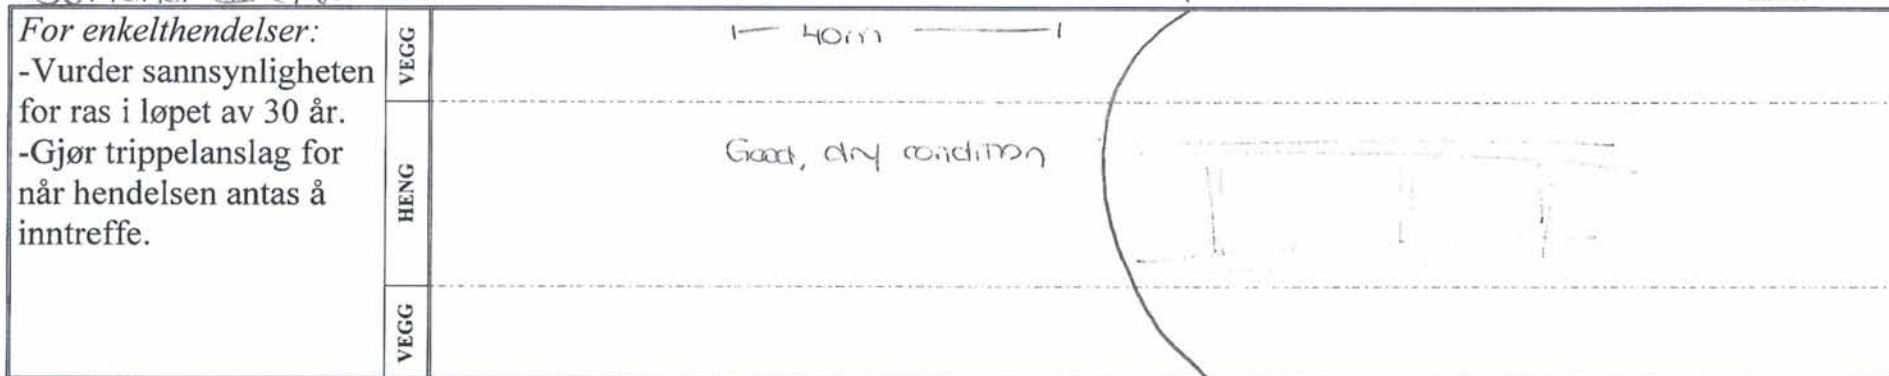 For enkelthendelser:
-Vurder sannsynligheten
for ras i løpet av 30 år.
-Gjør trippelanslag for
når hendelsen antas å
inntreffe.
VEGG
HENG
VEGG
40m
Good, dry condition